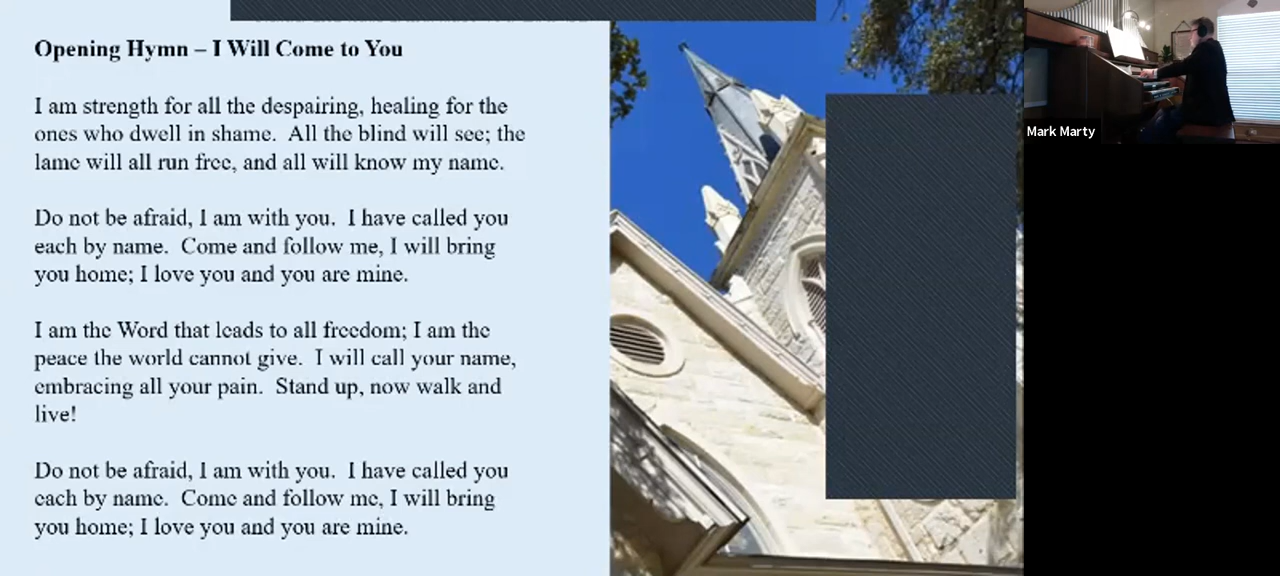 Opening Hymn – I Will Come to You
I am strength for all the despairing, healing for the
ones who dwell in shame.  All the blind will see; the
lame will all run free, and all will know my name.
Do not be afraid, I am with you.  I have called you
each by name.  Come and follow me, I will bring
you home; I love you and you are mine.
I am the Word that leads to all freedom; I am the
peace the world cannot give.  I will call your name,
embracing all your pain.  Stand up, now walk and
live!
Do not be afraid, I am with you.  I have called you
each by name.  Come and follow me, I will bring
you home; I love you and you are mine.
Mark Marty